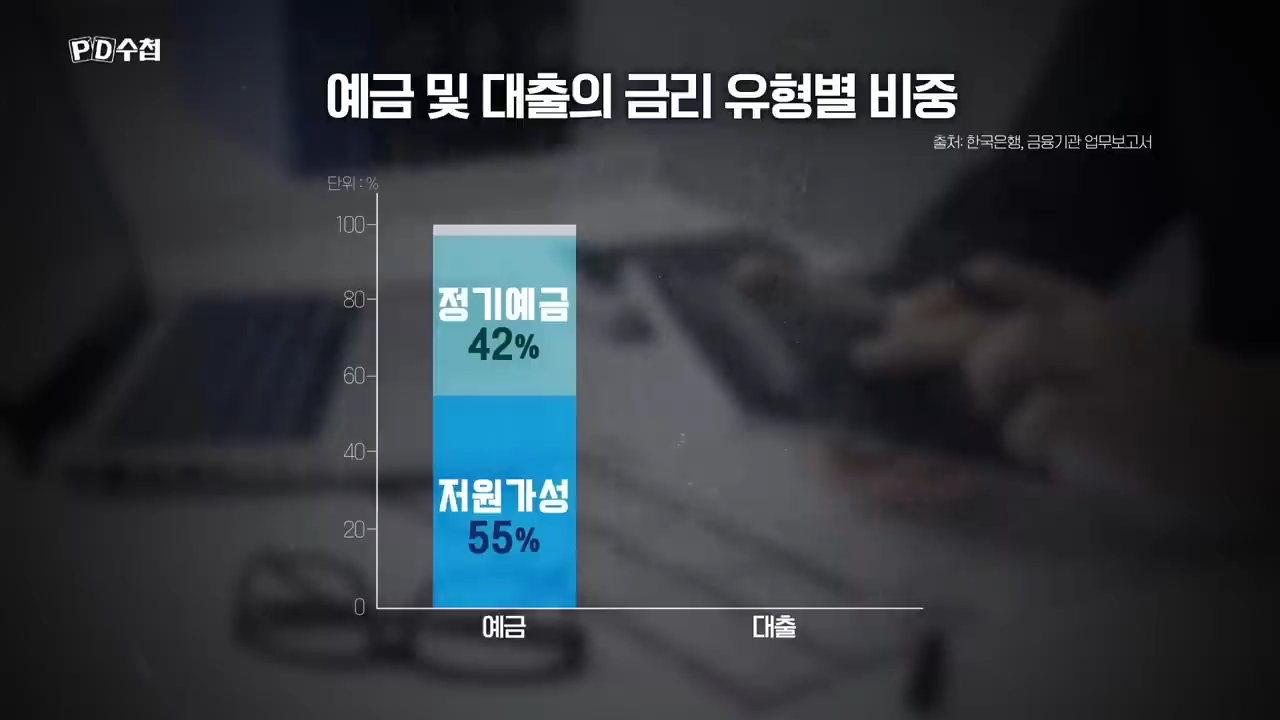 PD수첩
예금 및 대출의 금리 유형별 비중
출처: 한국은행, 금융기관 업무보고서
단위 : %
100
80
60
40
20
0
정기예금
42%
저원가성
55%
예금
대출